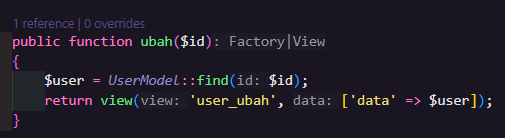 1 reference | 0 overrides
public function ubah($id): Factory|View
{
$user = UserModel::find(id: $id);
return view(view: 'user_ubah', data: ['data' => $user]);
}